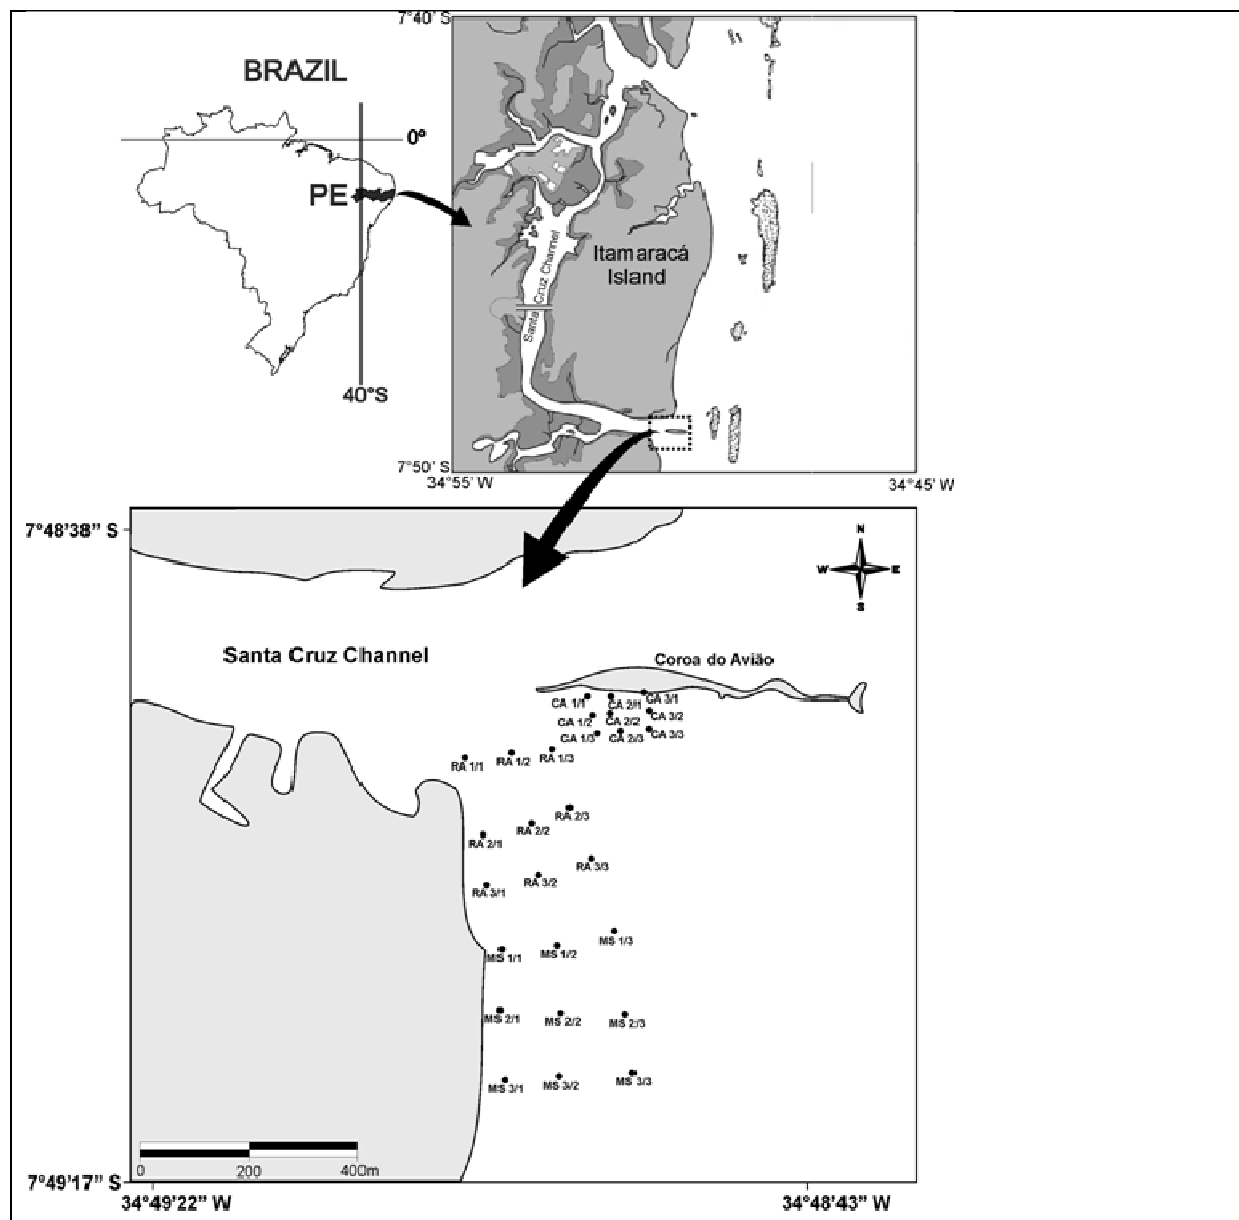 7°40' S
BRAZIL
0°
PE
40°S
Santa Cruz Channel
Itamaracá
Island
7°50' S
34°55' W
34°45' W
7°48'38" S
N
W
E
S
Santa Cruz Channel
Coroa do Avião
CA 1/1
CA 2/1
CA 3/1
CA 1/2
CA 2/2
CA 3/2
CA 1/3
CA 2/3
CA 3/3
RA 1/1
RA 1/2
RA 1/3
RA 2/1
RA 2/2
RA 2/3
RA 3/1
RA 3/2
RA 3/3
MS 1/1
MS 1/2
MS 1/3
MS 2/1
MS 2/2
MS 2/3
MS 3/1
MS 3/2
MS 3/3
0
200
400m
7°49'17" S
34°49'22" W
34°48'43" W